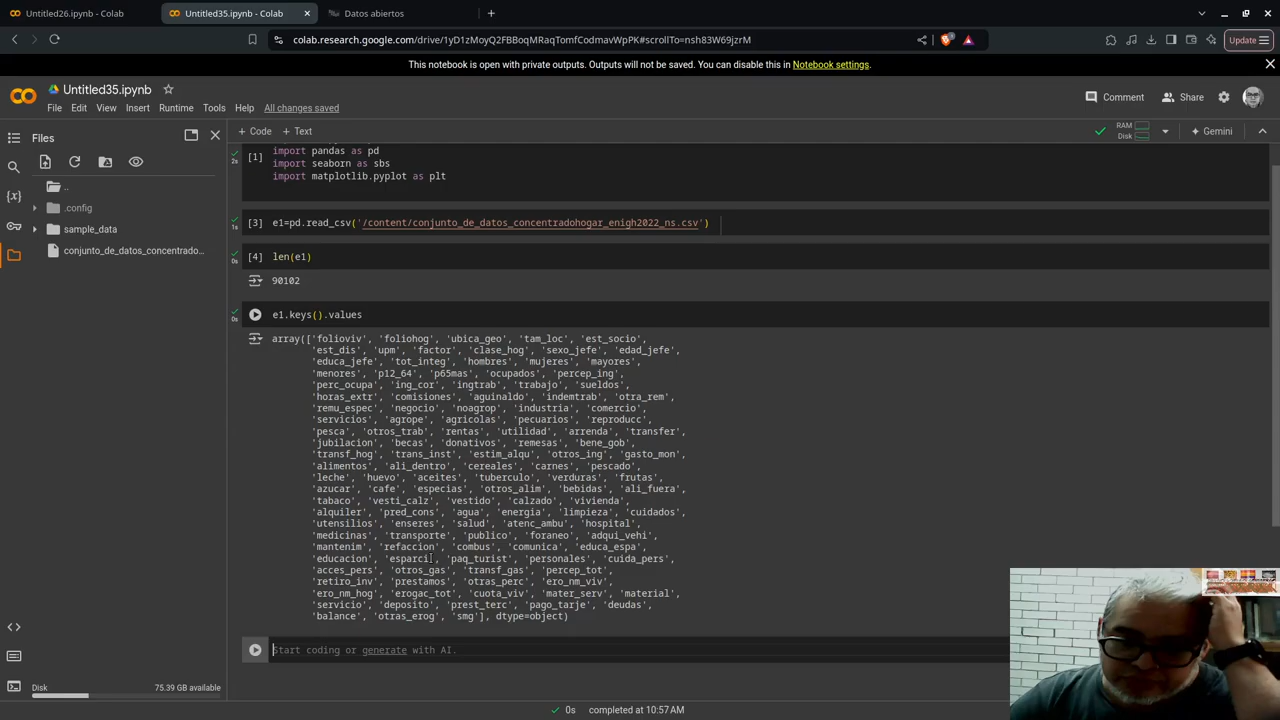 Untitled26.ipynb - Colab
Untitled35.ipynb - Colab
Datos abiertos
colab.research.google.com/drive/1yD1zMoyQ2FBBoqMRaqTomfCodmavWpPK#scrollTo=nsh83W69jzrM
Update
This notebook is open with private outputs. Outputs will not be saved. You can disable this in Notebook settings.
Untitled35.ipynb
File Edit View Insert Runtime Tools Help All changes saved
Comment
Share
Files
+ Code + Text
RAM
Disk
Gemini
..
.config
sample_data
conjunto_de_datos_concentrado...
[1] import pandas as pd
2s
import seaborn as sbs
import matplotlib.pyplot as plt
[3] e1=pd.read_csv('/content/conjunto_de_datos_concentradohogar_enigh2022_ns.csv')
1s
[4] len(e1)
0s
90102
e1.keys().values
0s
array(['folioviv', 'foliohog', 'ubica_geo', 'tam_loc', 'est_socio',
'est_dis', 'upm', 'factor', 'clase_hog', 'sexo_jefe', 'edad_jefe',
'educa_jefe', 'tot_integ', 'hombres', 'mujeres', 'mayores',
'menores', 'p12_64', 'p65mas', 'ocupados', 'percep_ing',
'perc_ocupa', 'ing_cor', 'ingtrab', 'trabajo', 'sueldos',
'horas_extr', 'comisiones', 'aguinaldo', 'indemtrab', 'otra_rem',
'remu_espec', 'negocio', 'noagrop', 'industria', 'comercio',
'servicios', 'agrope', 'agricolas', 'pecuarios', 'reproducc',
'pesca', 'otros_trab', 'rentas', 'utilidad', 'arrenda', 'transfer',
'jubilacion', 'becas', 'donativos', 'remesas', 'bene_gob',
'transf_hog', 'trans_inst', 'estim_alqu', 'otros_ing', 'gasto_mon',
'alimentos', 'ali_dentro', 'cereales', 'carnes', 'pescado',
'leche', 'huevo', 'aceites', 'tuberculo', 'verduras', 'frutas',
'azucar', 'cafe', 'especias', 'otros_alim', 'bebidas', 'ali_fuera',
'tabaco', 'vesti_calz', 'vestido', 'calzado', 'vivienda',
'alquiler', 'pred_cons', 'agua', 'energia', 'limpieza', 'cuidados',
'utensilios', 'enseres', 'salud', 'atenc_ambu', 'hospital',
'medicinas', 'transporte', 'publico', 'foraneo', 'adqui_vehi',
'mantenim', 'refaccion', 'combus', 'comunica', 'educa_espa',
'educacion', 'esparci', 'paq_turist', 'personales', 'cuida_pers',
'acces_pers', 'otros_gas', 'transf_gas', 'percep_tot',
'retiro_inv', 'prestamos', 'otras_perc', 'ero_nm_viv',
'ero_nm_hog', 'erogac_tot', 'cuota_viv', 'mater_serv', 'material',
'servicio', 'deposito', 'prest_terc', 'pago_tarje', 'deudas',
'balance', 'otras_erog', 'smg'], dtype=object)
Start coding or generate with AI.
Disk
75.39 GB available
0s completed at 10:57AM